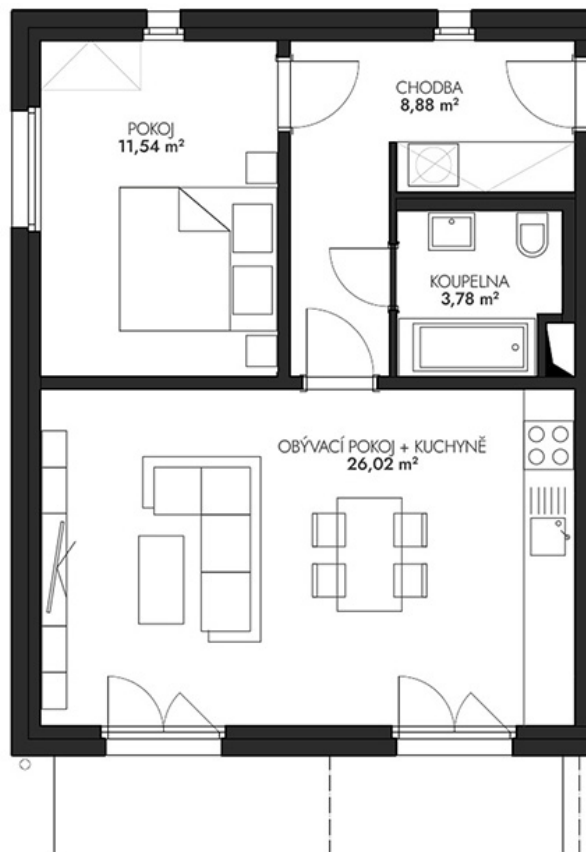 CHODBA
8,88 m²
POKOJ
11,54 m²
KOUPELNA
3,78 m²
OBÝVACÍ POKOJ + KUCHYNĚ
26,02 m²